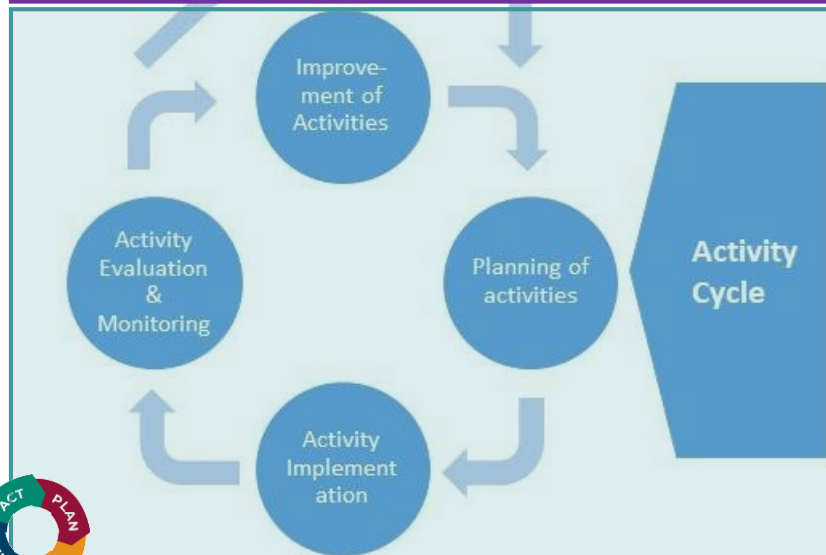 Improve-
ment of
Activities
Activity
Evaluation
&
Monitoring
Planning of
activities
Activity
Cycle
Activity
Implement
ation
ACT
PLAN